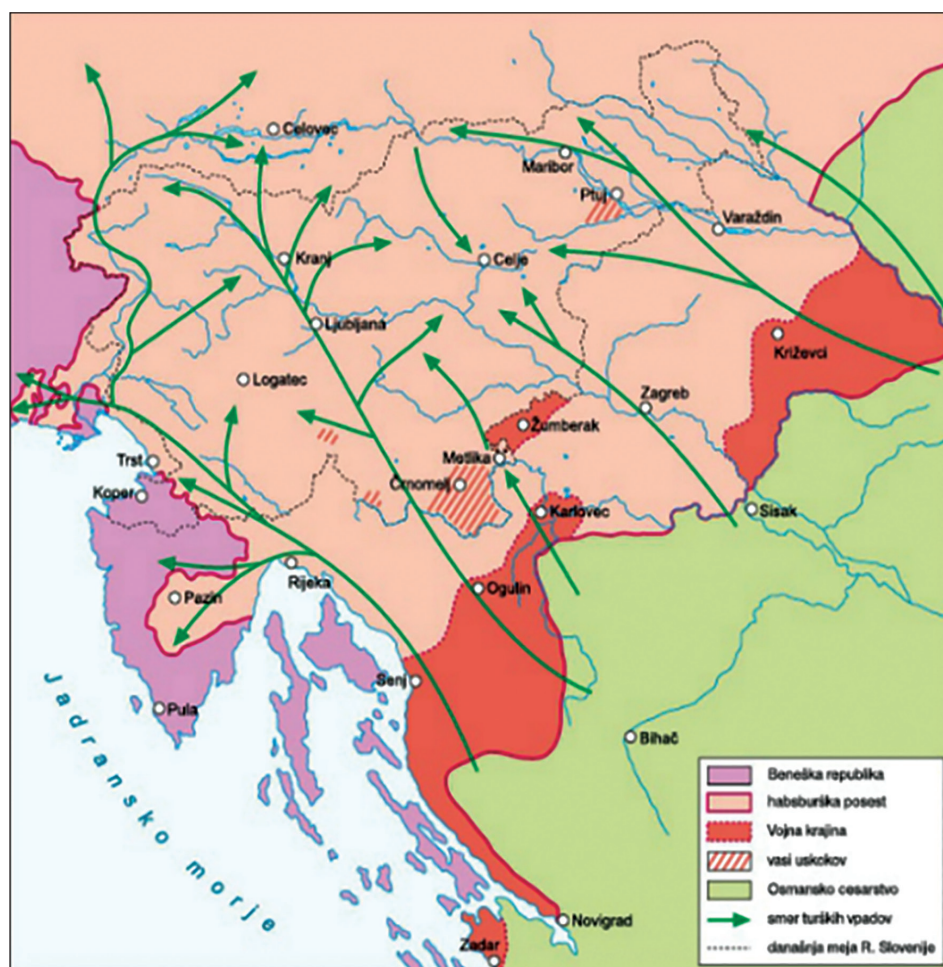 Celovec
Maribor
Ptuj
Varaždin
Kranj
Celje
Ljubljana
Križevci
Logatec
Zagreb
Žumberak
Trst
Metlika
Koper
Črnomelj
Karlovec
Sisak
Rijeka
Ogulin
Pazin
Senj
Pula
Bihač
Jadransko morje
Novigrad
Zadar
Beneška republika
habsburška posest
Vojna krajina
vasi uskokov
Osmansko cesarstvo
smer turških vpadov
današnja meja R. Slovenije